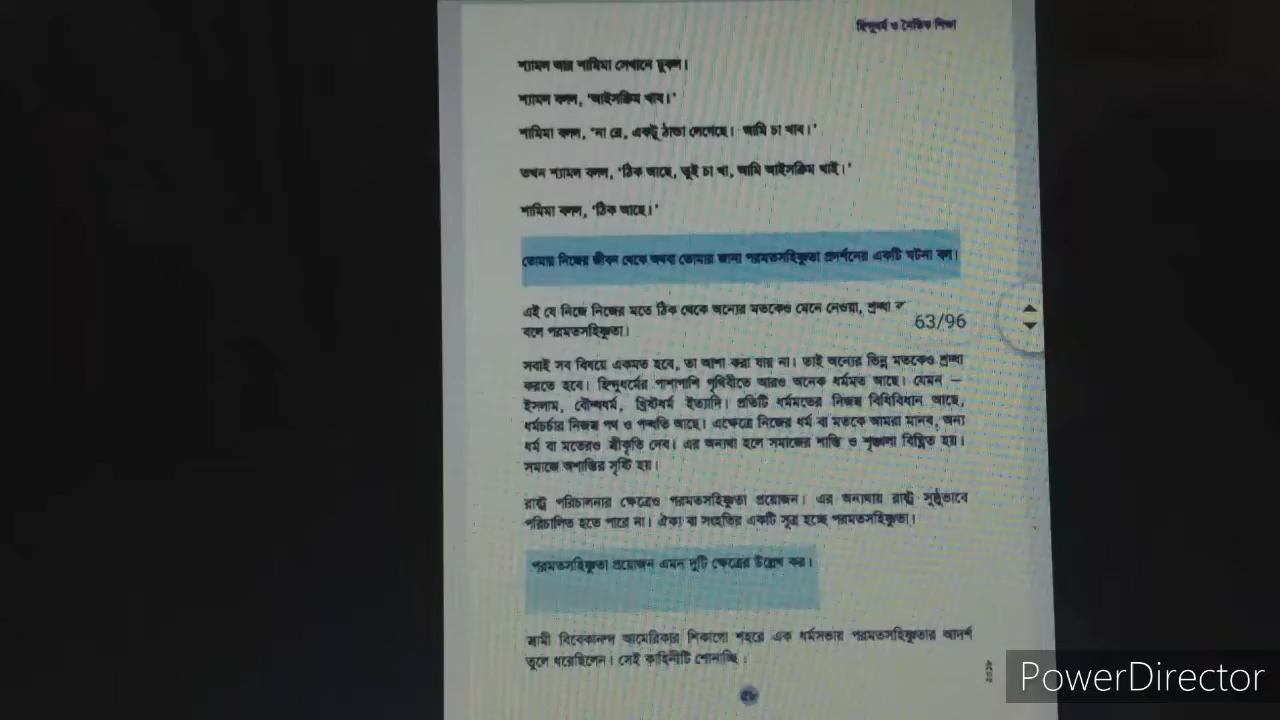 হিন্দুধর্ম ও নৈতিক শিক্ষা
শ্যামল আর শামিমা সেখানে ঢুকল।
শ্যামল বলল, ‘আইসক্রিম খাব।’
শামিমা বলল, ‘না রে, একটু ঠাণ্ডা লেগেছে। আমি চা খাব।’
তখন শ্যামল বলল, ‘ঠিক আছে, তুই চা খা, আমি আইসক্রিম খাই।’
শামিমা বলল, ‘ঠিক আছে।’
তোমার নিজের জীবন থেকে অথবা তোমার জানা পরমতসহিষ্ণুতা প্রদর্শনের একটি ঘটনা বল।
এই যে নিজে নিজের মতে ঠিক থেকে অন্যের মতকেও মেনে নেওয়া, শ্রদ্ধা
63/96
বলে পরমতসহিষ্ণুতা।
সবাই সব বিষয়ে একমত হবে, তা আশা করা যায় না। তাই অন্যের ভিন্ন মতকেও শ্রদ্ধা
করতে হবে। হিন্দুধর্মের পাশাপাশি পৃথিবীতে আরও অনেক ধর্মমত আছে। যেমন –
ইসলাম, বৌদ্ধধর্ম, খ্রিস্টধর্ম ইত্যাদি। প্রতিটি ধর্মমতের নিজস্ব বিধিবিধান আছে,
ধর্মচর্চার নিজস্ব পথ ও পদ্ধতি আছে। এক্ষেত্রে নিজের ধর্ম বা মতকে আমরা মানব, অন্য
ধর্ম বা মতেরও স্বীকৃতি দেব। এর অন্যথা হলে সমাজের শান্তি ও শৃঙ্খলা বিঘ্নিত হয়।
সমাজে অশান্তির সৃষ্টি হয়।
রাষ্ট্র পরিচালনার ক্ষেত্রেও পরমতসহিষ্ণুতা প্রয়োজন। এর অন্যথায় রাষ্ট্র সুষ্ঠুভাবে
পরিচালিত হতে পারে না। ঐক্য বা সংহতির একটি সূত্র হচ্ছে পরমতসহিষ্ণুতা।
পরমতসহিষ্ণুতা প্রয়োজন এমন দুটি ক্ষেত্রের উল্লেখ কর।
স্বামী বিবেকানন্দ আমেরিকার শিকাগো শহরে এক ধর্মসভায় পরমতসহিষ্ণুতার আদর্শ
তুলে ধরেছিলেন। সেই কাহিনীটি শোনাচ্ছি :
PowerDirector